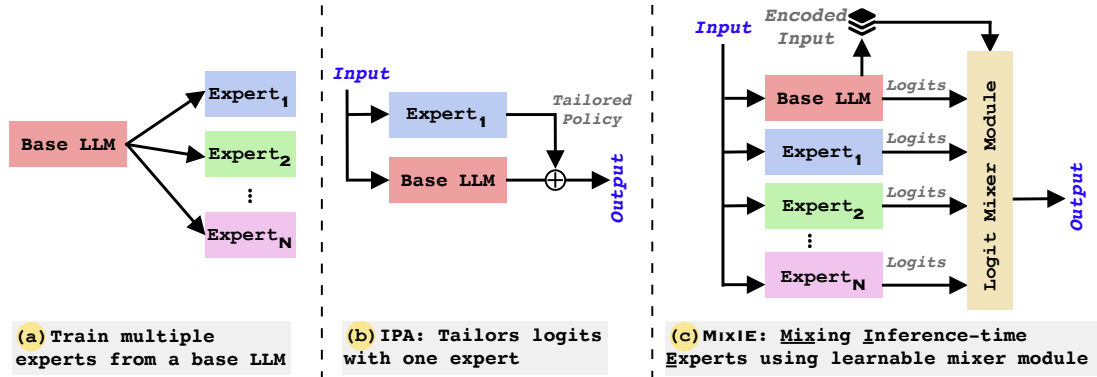 Base LLM
Expert1
Expert2
ExpertN
(a) Train multiple
experts from a base LLM
Input
Expert1
Base LLM
Tailored
Policy
Output
(b) IPA: Tailors logits
with one expert
Input
Encoded
Input
Base LLM
Logits
Expert1
Logits
Expert2
Logits
ExpertN
Logits
Logit Mixer Module
Output
(c) MIXIE: Mixing Inference-time
Experts using learnable mixer module